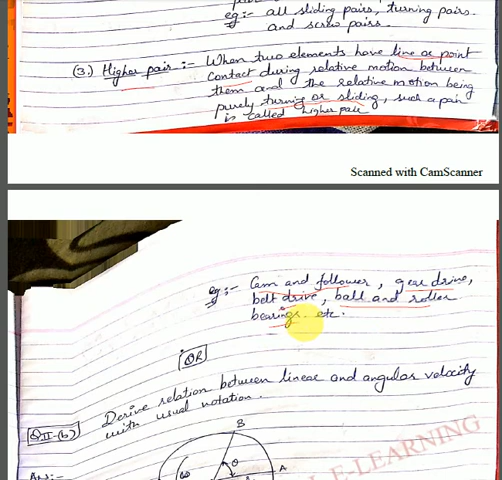 eg:- all sliding pairs, turning pairs
and screw pairs.
(3.) Higher pair :- When two elements have line or point
contact during relative motion between
them and the relative motion being
purely turning or sliding, such a pair
is called higher pair
Scanned with CamScanner
eg:- Cam and follower, gear drive,
belt drive, ball and roller
bearings etc.
OR
QII-(b) Derive relation between linear and angular velocity
with usual notation.
B
ω
θ
A
Ans:-
E-LEARNING